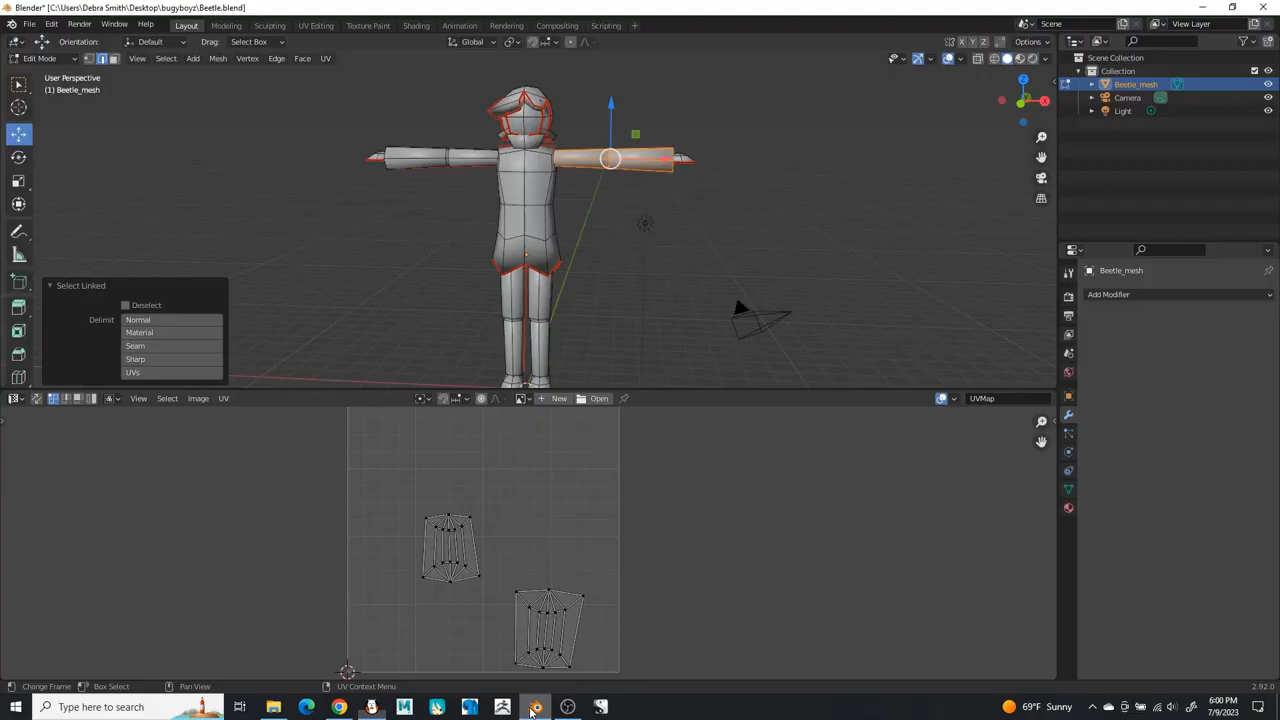 Blender* [C:\Users\Debra Smith\Desktop\bugyboyz\Beetle.blend]
File Edit Render Window Help Layout Modeling Sculpting UV Editing Texture Paint Shading Animation Rendering Compositing Scripting + Scene View Layer
Orientation: Default Drag: Select Box Global X Y Z Options
Edit Mode View Select Add Mesh Vertex Edge Face UV
User Perspective
(1) Beetle_mesh
Scene Collection
Collection
Beetle_mesh
Camera
Light
Z
X
Y
Select Linked
Deselect
Delimit Normal
Material
Seam
Sharp
UVs
Beetle_mesh
Add Modifier
View Select Image UV New Open UVMap
Change Frame Box Select Pan View UV Context Menu 2.92.0
Type here to search
69°F Sunny
6:00 PM
7/9/2023